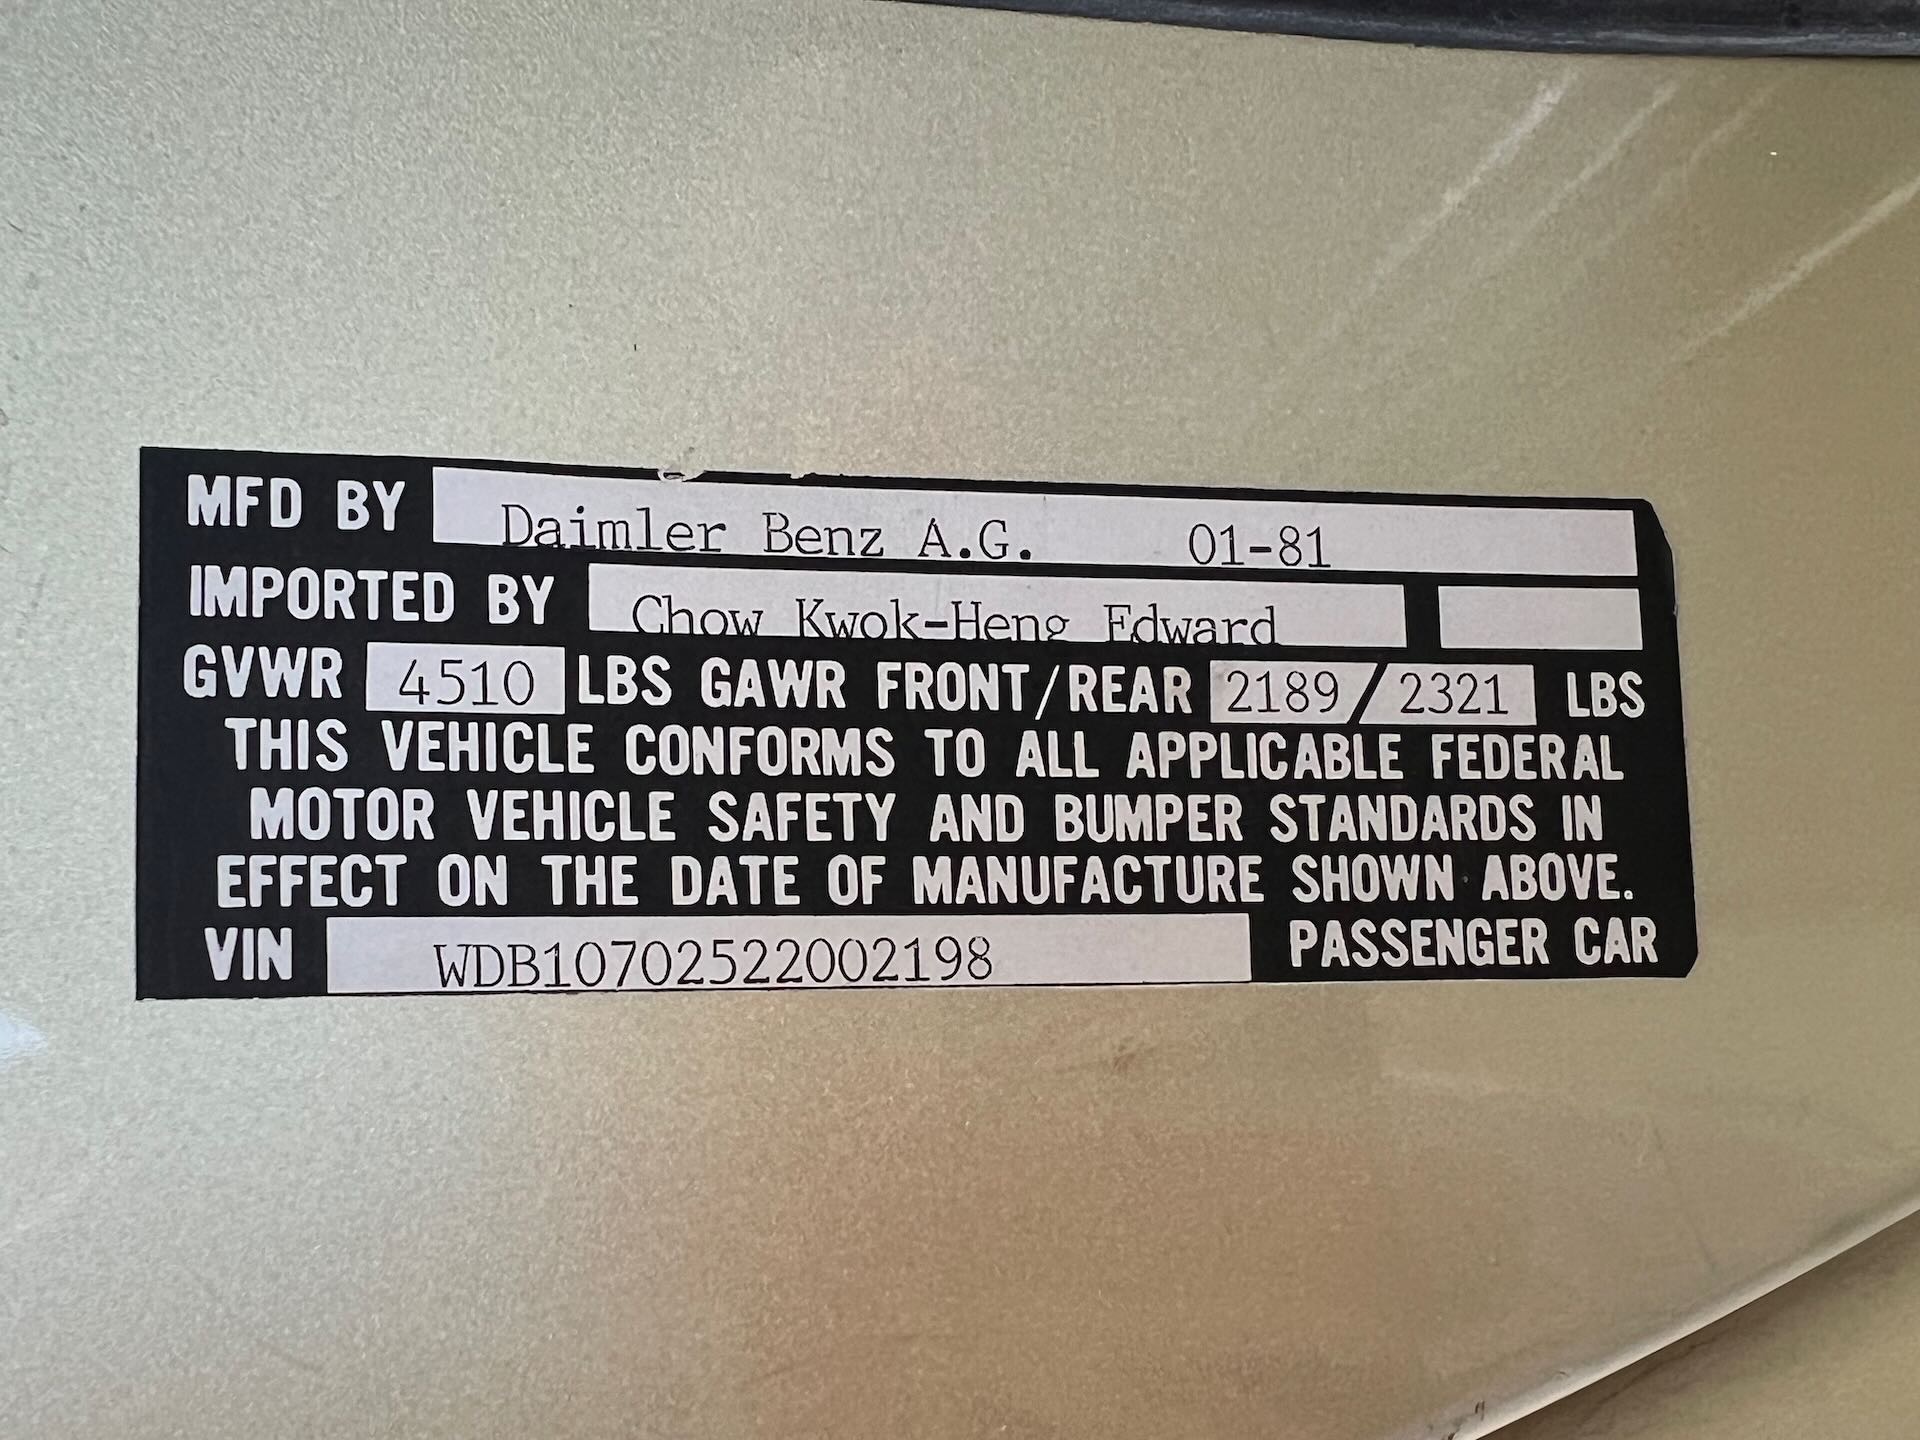 MFD BY Daimler Benz A.G. 01-81
IMPORTED BY Chow Kwok-Heng Edward
GVWR 4510 LBS GAWR FRONT/REAR 2189/2321 LBS
THIS VEHICLE CONFORMS TO ALL APPLICABLE FEDERAL
MOTOR VEHICLE SAFETY AND BUMPER STANDARDS IN
EFFECT ON THE DATE OF MANUFACTURE SHOWN ABOVE.
VIN WDB10702522002198 PASSENGER CAR